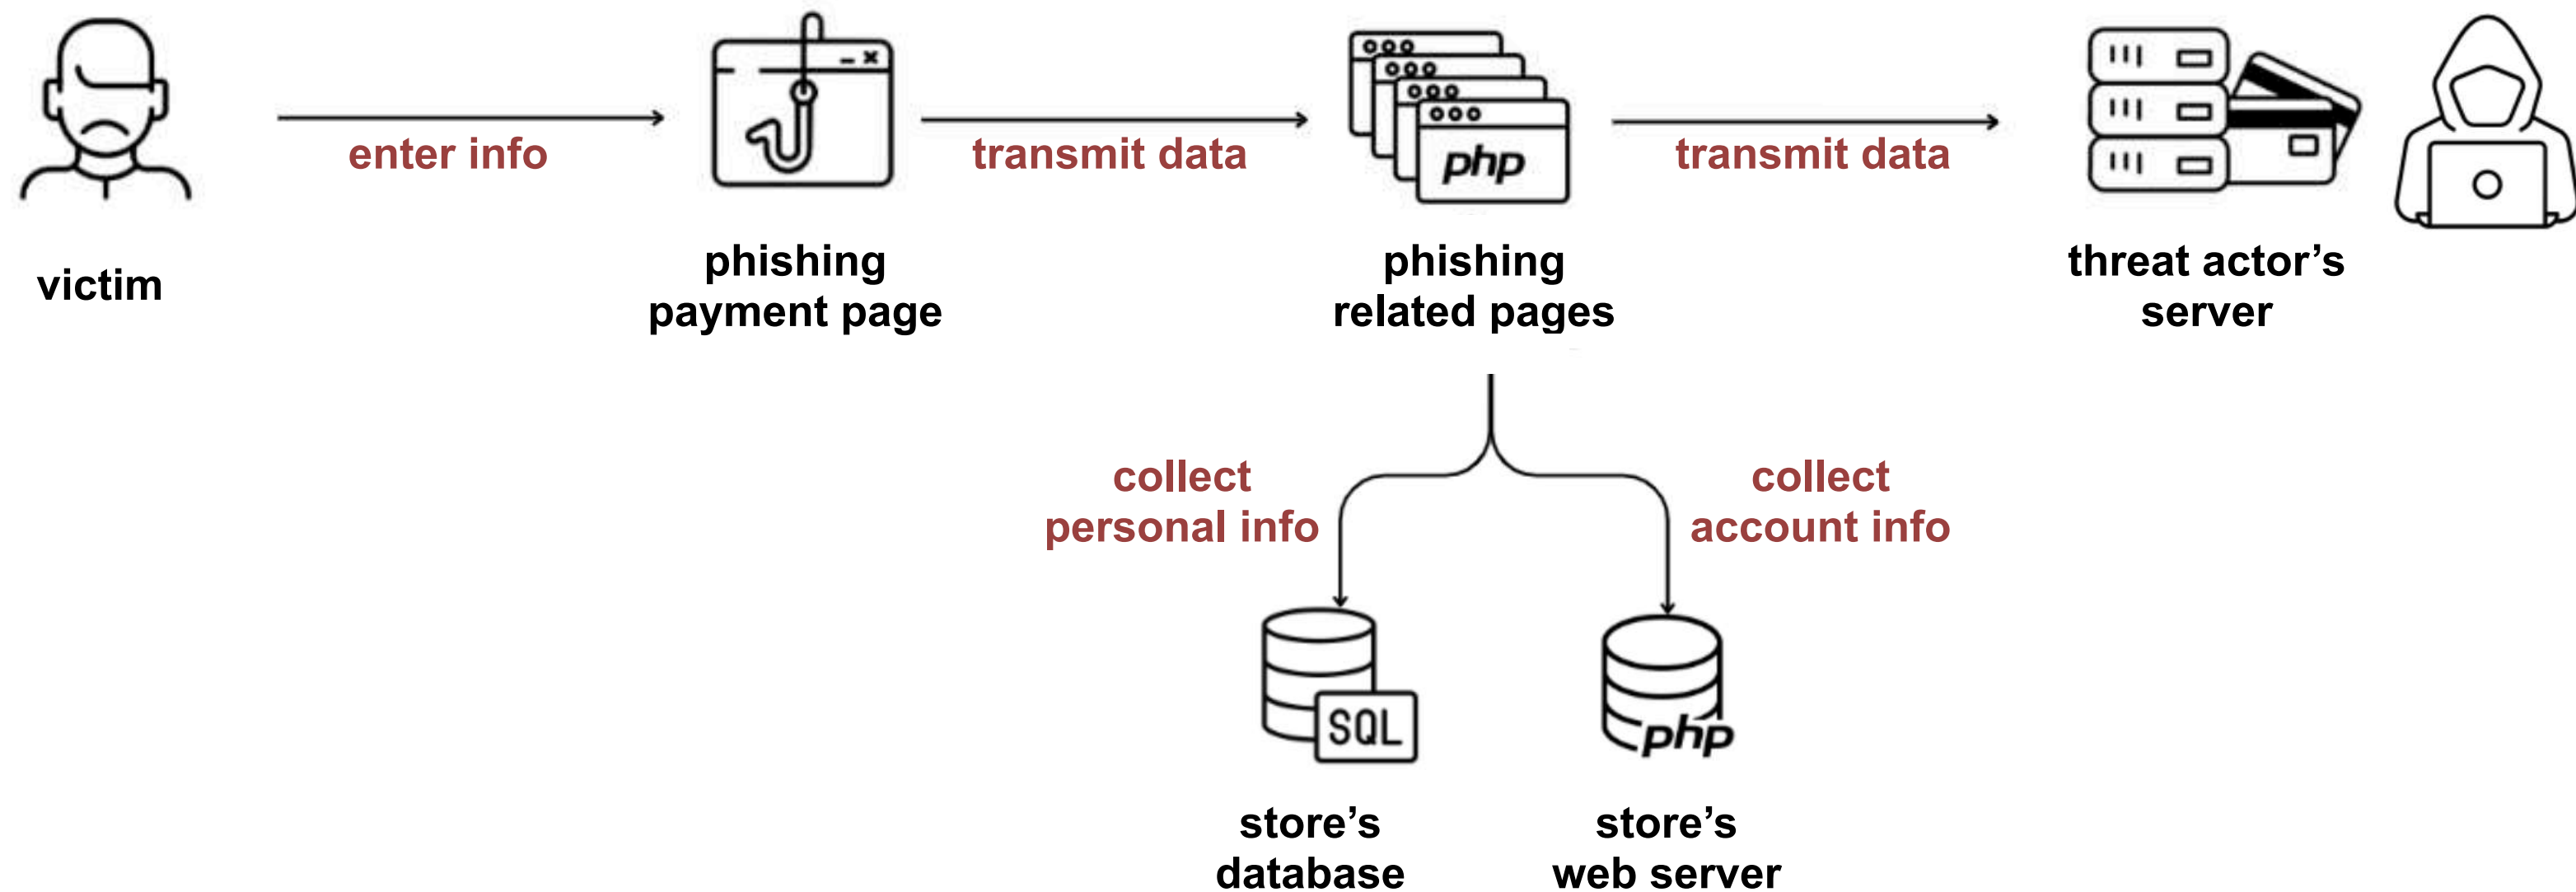 enter info
transmit data
php
transmit data
victim
phishing
payment page
phishing
related pages
threat actor’s
server
collect
personal info
collect
account info
SQL
php
store’s
database
store’s
web server